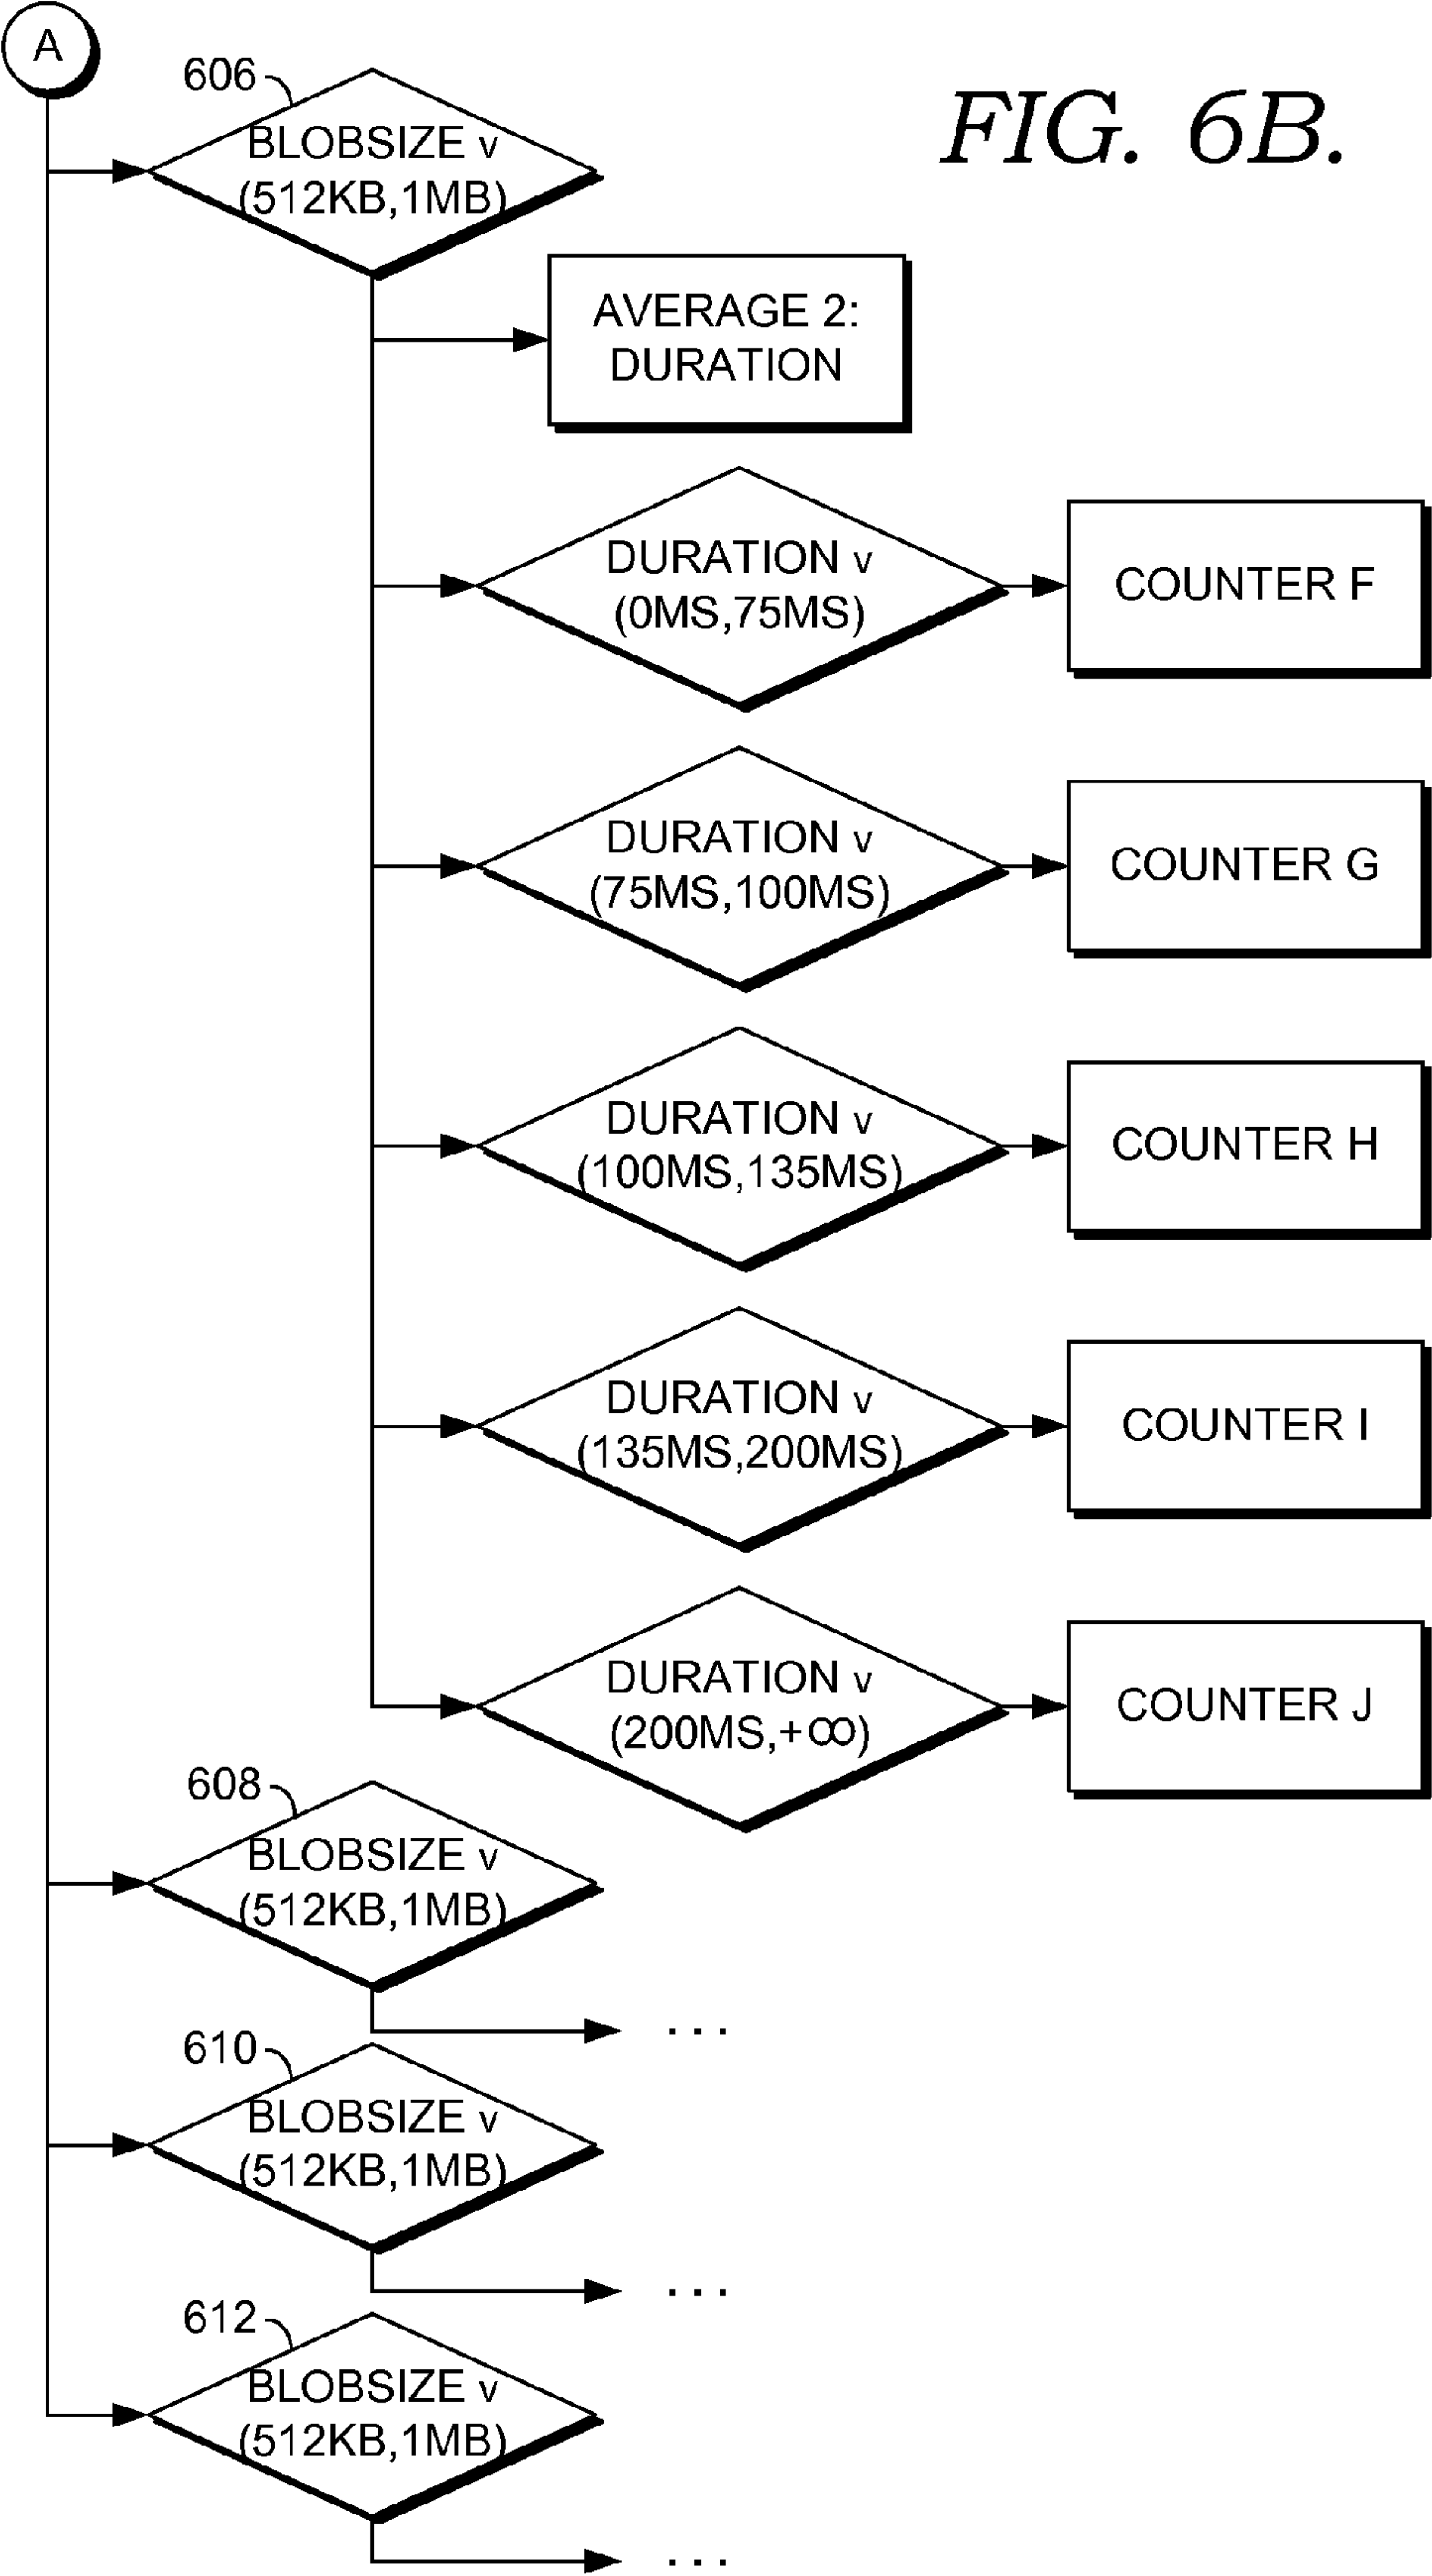 A
606
FIG. 6B.
BLOBSIZE v
(512KB,1MB)
AVERAGE 2:
DURATION
DURATION v
(0MS,75MS)
COUNTER F
DURATION v
(75MS,100MS)
COUNTER G
DURATION v
(100MS,135MS)
COUNTER H
DURATION v
(135MS,200MS)
COUNTER I
DURATION v
(200MS,+∞)
COUNTER J
608
BLOBSIZE v
(512KB,1MB)
...
610
BLOBSIZE v
(512KB,1MB)
...
612
BLOBSIZE v
(512KB,1MB)
...